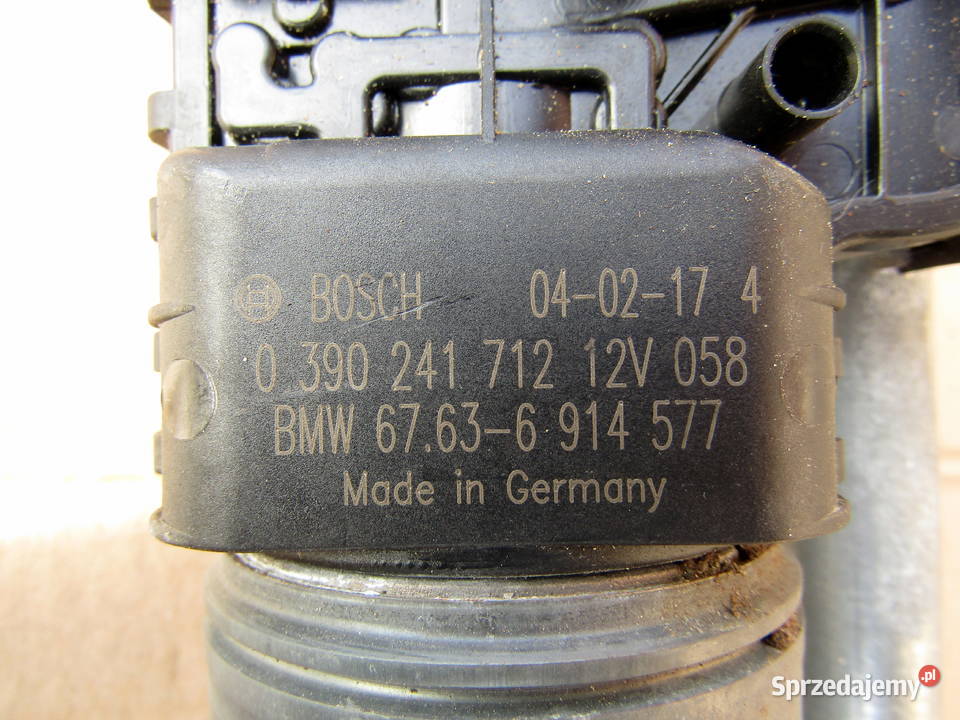 BOSCH 04-02-17 4
0 390 241 712 12V 058
BMW 67.63-6 914 577
Made in Germany
Sprzedajemy.pl